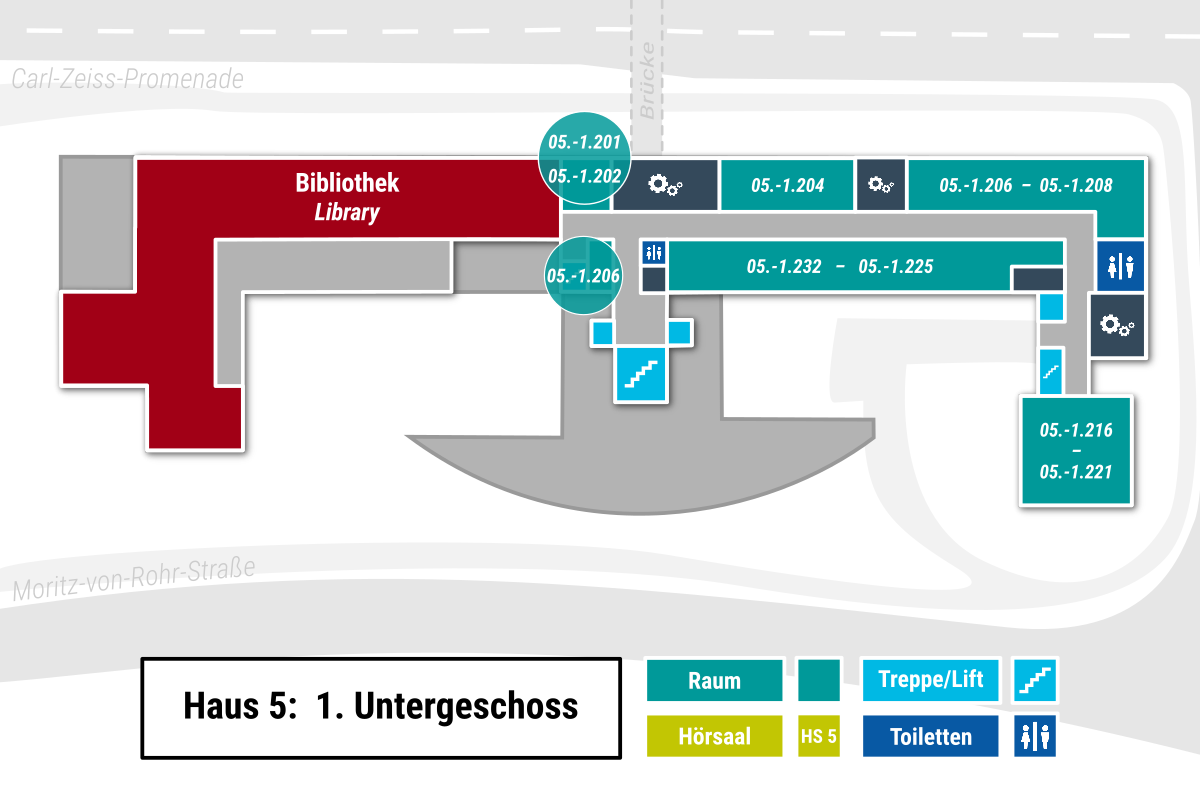 Brücke
Carl-Zeiss-Promenade
05.-1.201
05.-1.202
Bibliothek
Library
05.-1.204
05.-1.206 – 05.-1.208
05.-1.206
05.-1.232 – 05.-1.225
05.-1.216
–
05.-1.221
Moritz-von-Rohr-Straße
Haus 5: 1. Untergeschoss
Raum
Treppe/Lift
Hörsaal
HS 5
Toiletten